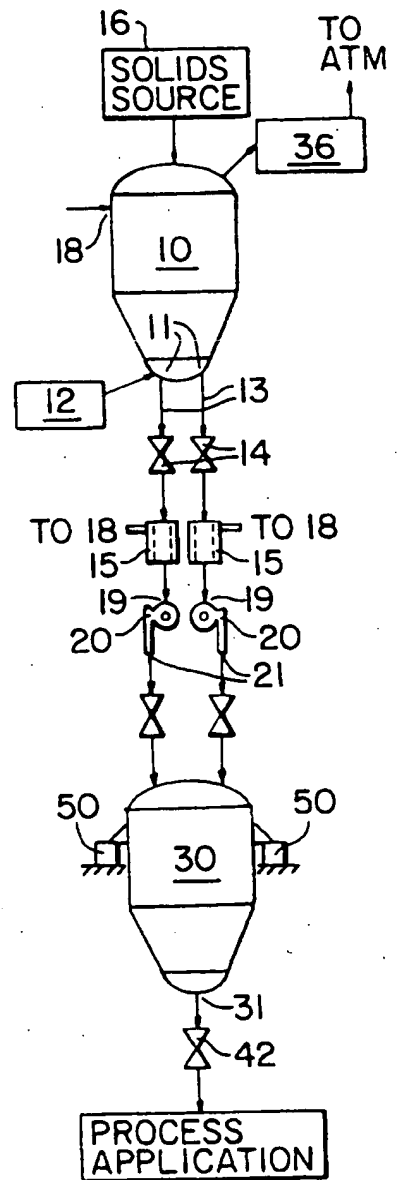 16
TO
ATM
SOLIDS
SOURCE
36
18
10
11
12
13
14
TO 18
TO 18
15
15
19
19
20
20
21
50
50
30
31
42
PROCESS
APPLICATION